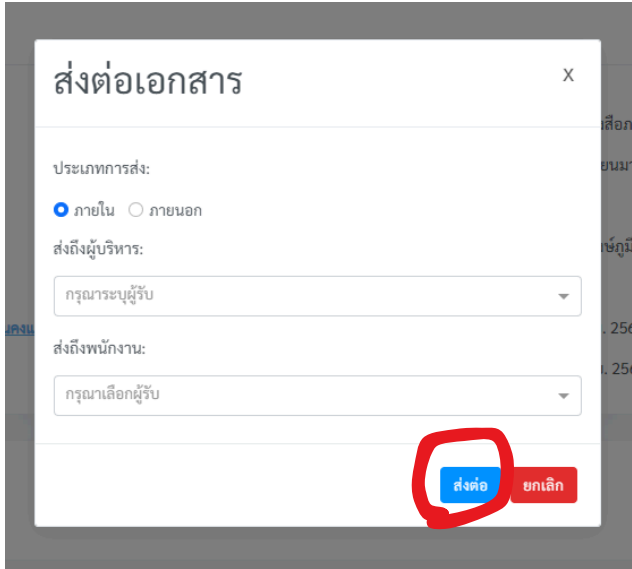 ส่งต่อเอกสาร X
ประเภทการส่ง:
ภายใน ภายนอก
ส่งถึงผู้บริหาร:
กรุณาระบุผู้รับ
ส่งถึงพนักงาน:
กรุณาเลือกผู้รับ
ส่งต่อ ยกเลิก